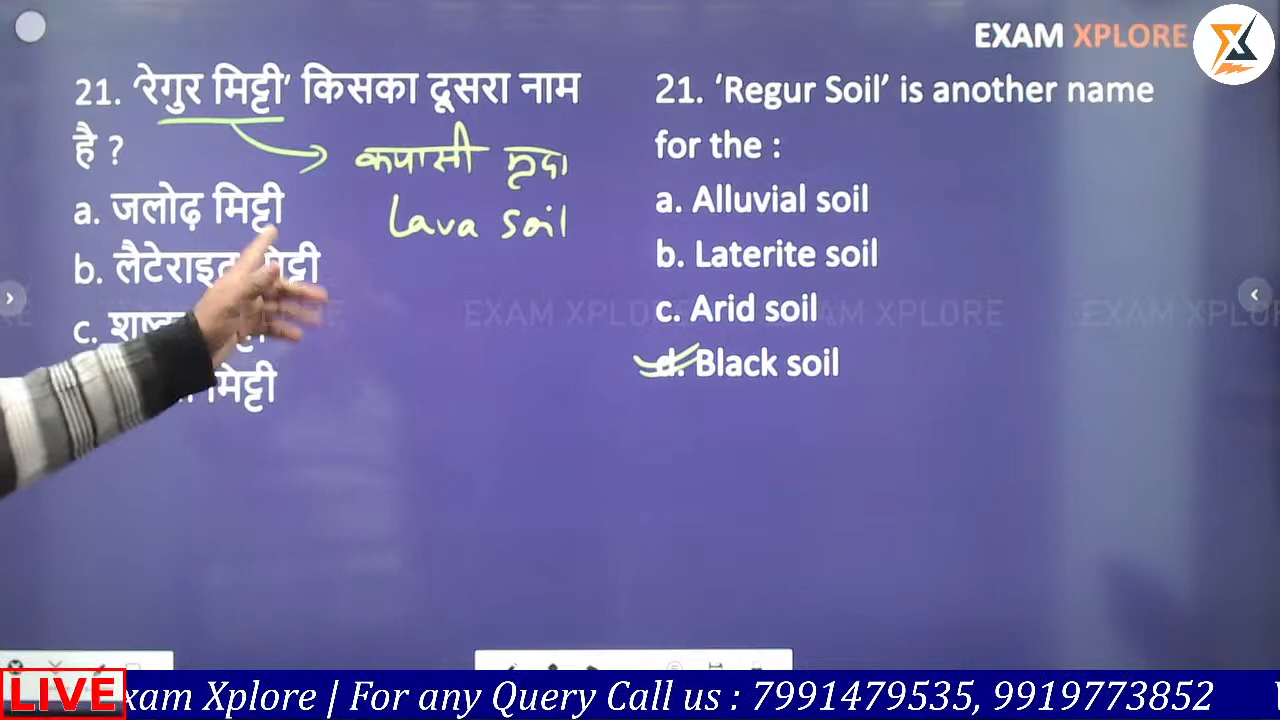 EXAM XPLORE
21. ‘रेगुर मिट्टी’ किसका दूसरा नाम
है ?
कपासी मृदा
a. जलोढ़ मिट्टी
Lava Soil
b. लैटेराइट मिट्टी
c.
मिट्टी
21. ‘Regur Soil’ is another name
for the :
a. Alluvial soil
b. Laterite soil
c. Arid soil
d. Black soil
EXAM XPLORE EXAM XPLORE
LIVE
xam Xplore | For any Query Call us : 7991479535, 9919773852